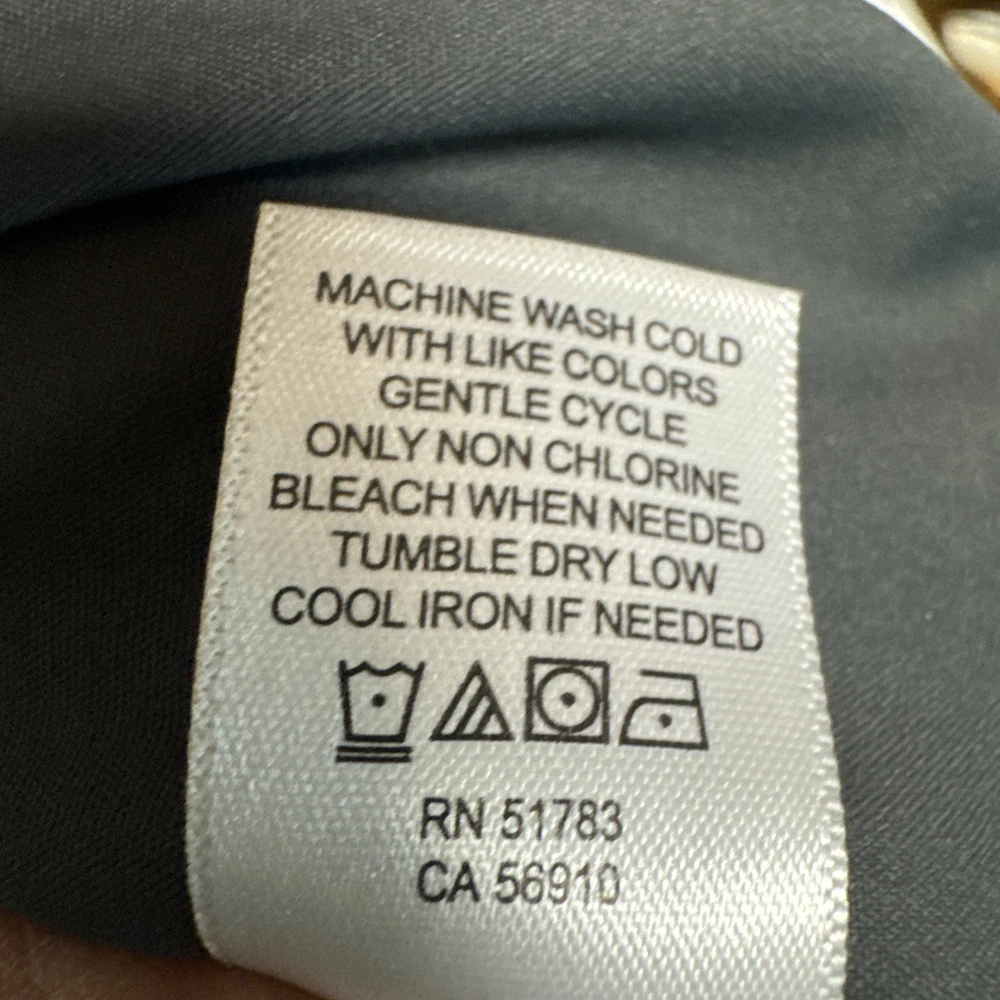 MACHINE WASH COLD
WITH LIKE COLORS
GENTLE CYCLE
ONLY NON CHLORINE
BLEACH WHEN NEEDED
TUMBLE DRY LOW
COOL IRON IF NEEDED
RN 51783
CA 56910